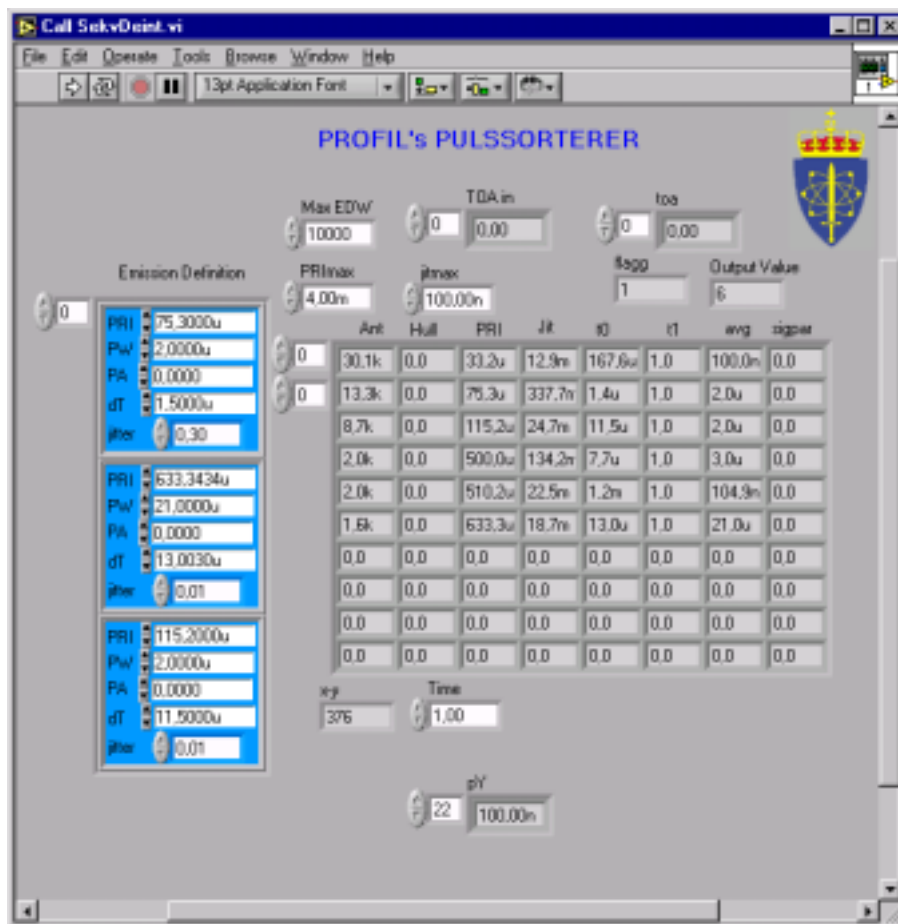 Call SekvDeint.vi
File Edit Operate Tools Browse Window Help
13pt Application Font
PROFIL's PULSSORTERER
Max EDW TOA in toa
10000 0 0,00 0 0,00
Emission Definition PRImax jitmax flagg Output Value
0 4,00m 100,00n 1 6
PRI 75,3000u
PW 2,0000u
PA 0,0000
dT 1,5000u
jitter 0,30
PRI 633,3434u
PW 21,0000u
PA 0,0000
dT 13,0030u
jitter 0,01
PRI 115,2000u
PW 2,0000u
PA 0,0000
dT 11,5000u
jitter 0,01
Ant Hull PRI Jit t0 t1 avg sigpar
0 30,1k 0,0 33,2u 12,9m 167,6u 1,0 100,0n 0,0
0 13,3k 0,0 75,3u 337,7m 1,4u 1,0 2,0u 0,0
8,7k 0,0 115,2u 24,7m 11,5u 1,0 2,0u 0,0
2,0k 0,0 500,0u 134,2m 7,7u 1,0 3,0u 0,0
2,0k 0,0 510,2u 22,5m 1,2m 1,0 104,9n 0,0
1,6k 0,0 633,3u 18,7m 13,0u 1,0 21,0u 0,0
0,0 0,0 0,0 0,0 0,0 0,0 0,0 0,0
0,0 0,0 0,0 0,0 0,0 0,0 0,0 0,0
0,0 0,0 0,0 0,0 0,0 0,0 0,0 0,0
0,0 0,0 0,0 0,0 0,0 0,0 0,0 0,0
x-y Time
376 1,00
pY
22 100,00n